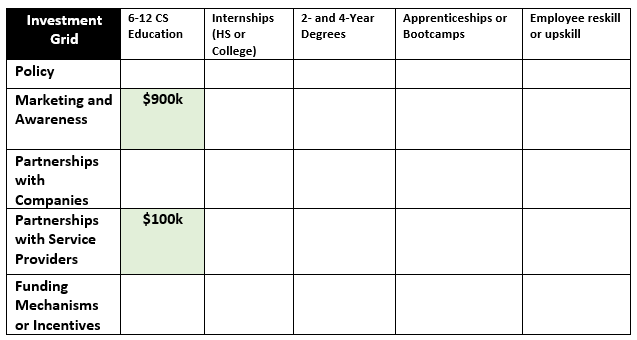 Investment Grid
6-12 CS Education
Internships (HS or College)
2- and 4-Year Degrees
Apprenticeships or Bootcamps
Employee reskill or upskill
Policy
Marketing and Awareness
$900k
Partnerships with Companies
Partnerships with Service Providers
$100k
Funding Mechanisms or Incentives